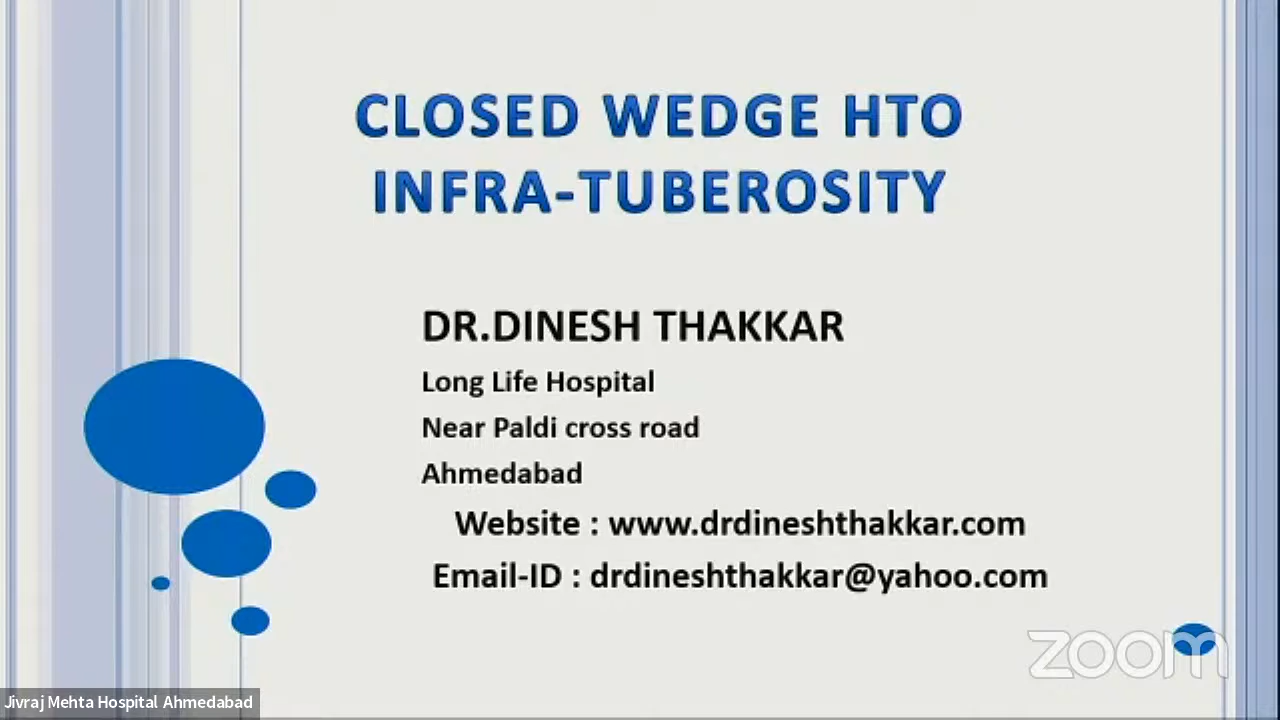 CLOSED WEDGE HTO
INFRA-TUBEROSITY
DR.DINESH THAKKAR
Long Life Hospital
Near Paldi cross road
Ahmedabad
Website : www.drdineshthakkar.com
Email-ID : drdineshthakkar@yahoo.com
zoom
Jivraj Mehta Hospital Ahmedabad